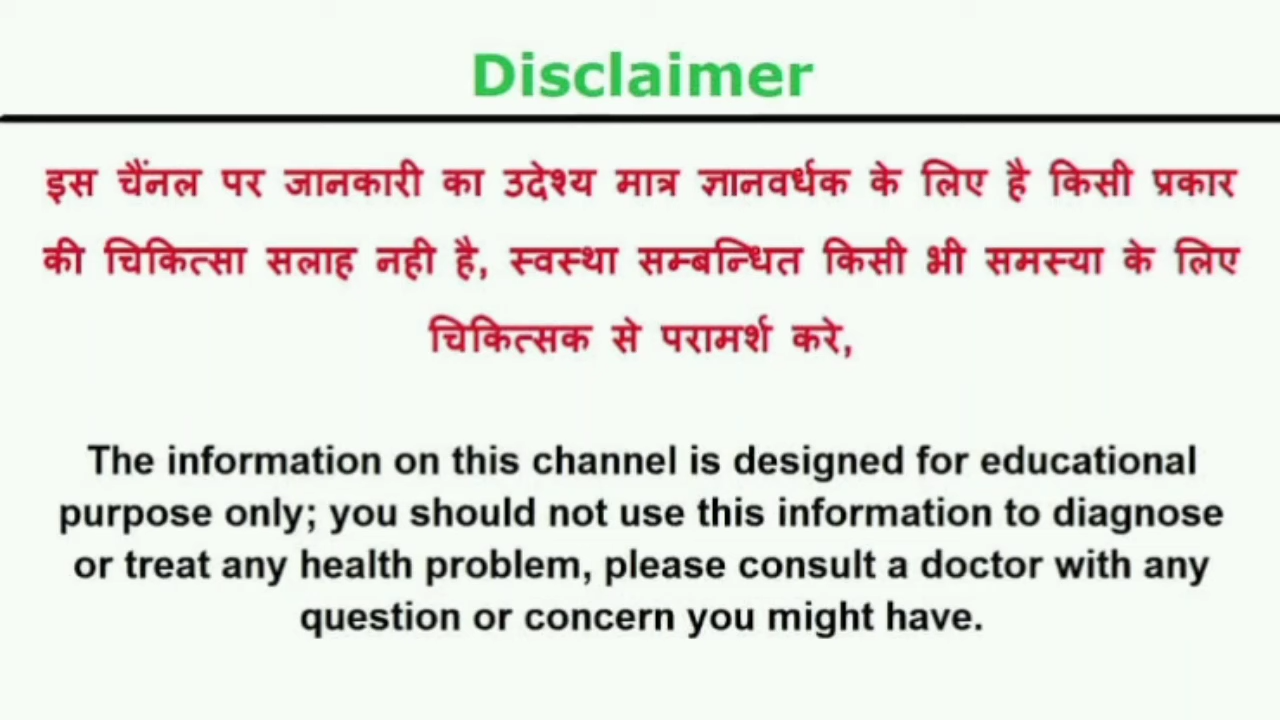 Disclaimer
इस चैंनल पर जानकारी का उदेश्य मात्र ज्ञानवर्धक के लिए है किसी प्रकार
की चिकित्सा सलाह नही है, स्वस्था सम्बन्धित किसी भी समस्या के लिए
चिकित्सक से परामर्श करे,
The information on this channel is designed for educational
purpose only; you should not use this information to diagnose
or treat any health problem, please consult a doctor with any
question or concern you might have.